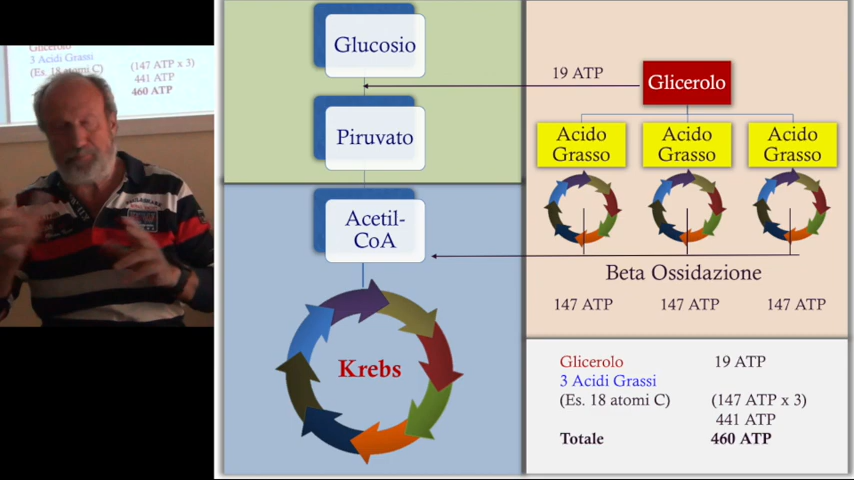 Glicerolo
3 Acidi Grassi
(Es. 18 atomi C)
(147 ATP x 3)
441 ATP
460 ATP
Glucosio
Piruvato
Acetil-
CoA
Krebs
19 ATP
Glicerolo
Acido
Grasso
Acido
Grasso
Acido
Grasso
Beta Ossidazione
147 ATP
147 ATP
147 ATP
Glicerolo 19 ATP
3 Acidi Grassi
(Es. 18 atomi C) (147 ATP x 3)
441 ATP
Totale 460 ATP